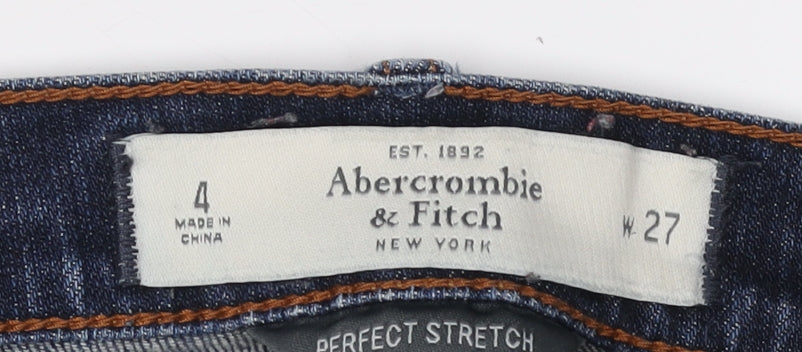 EST. 1892
Abercrombie
& Fitch
NEW YORK
4
MADE IN
CHINA
W 27
PERFECT STRETCH